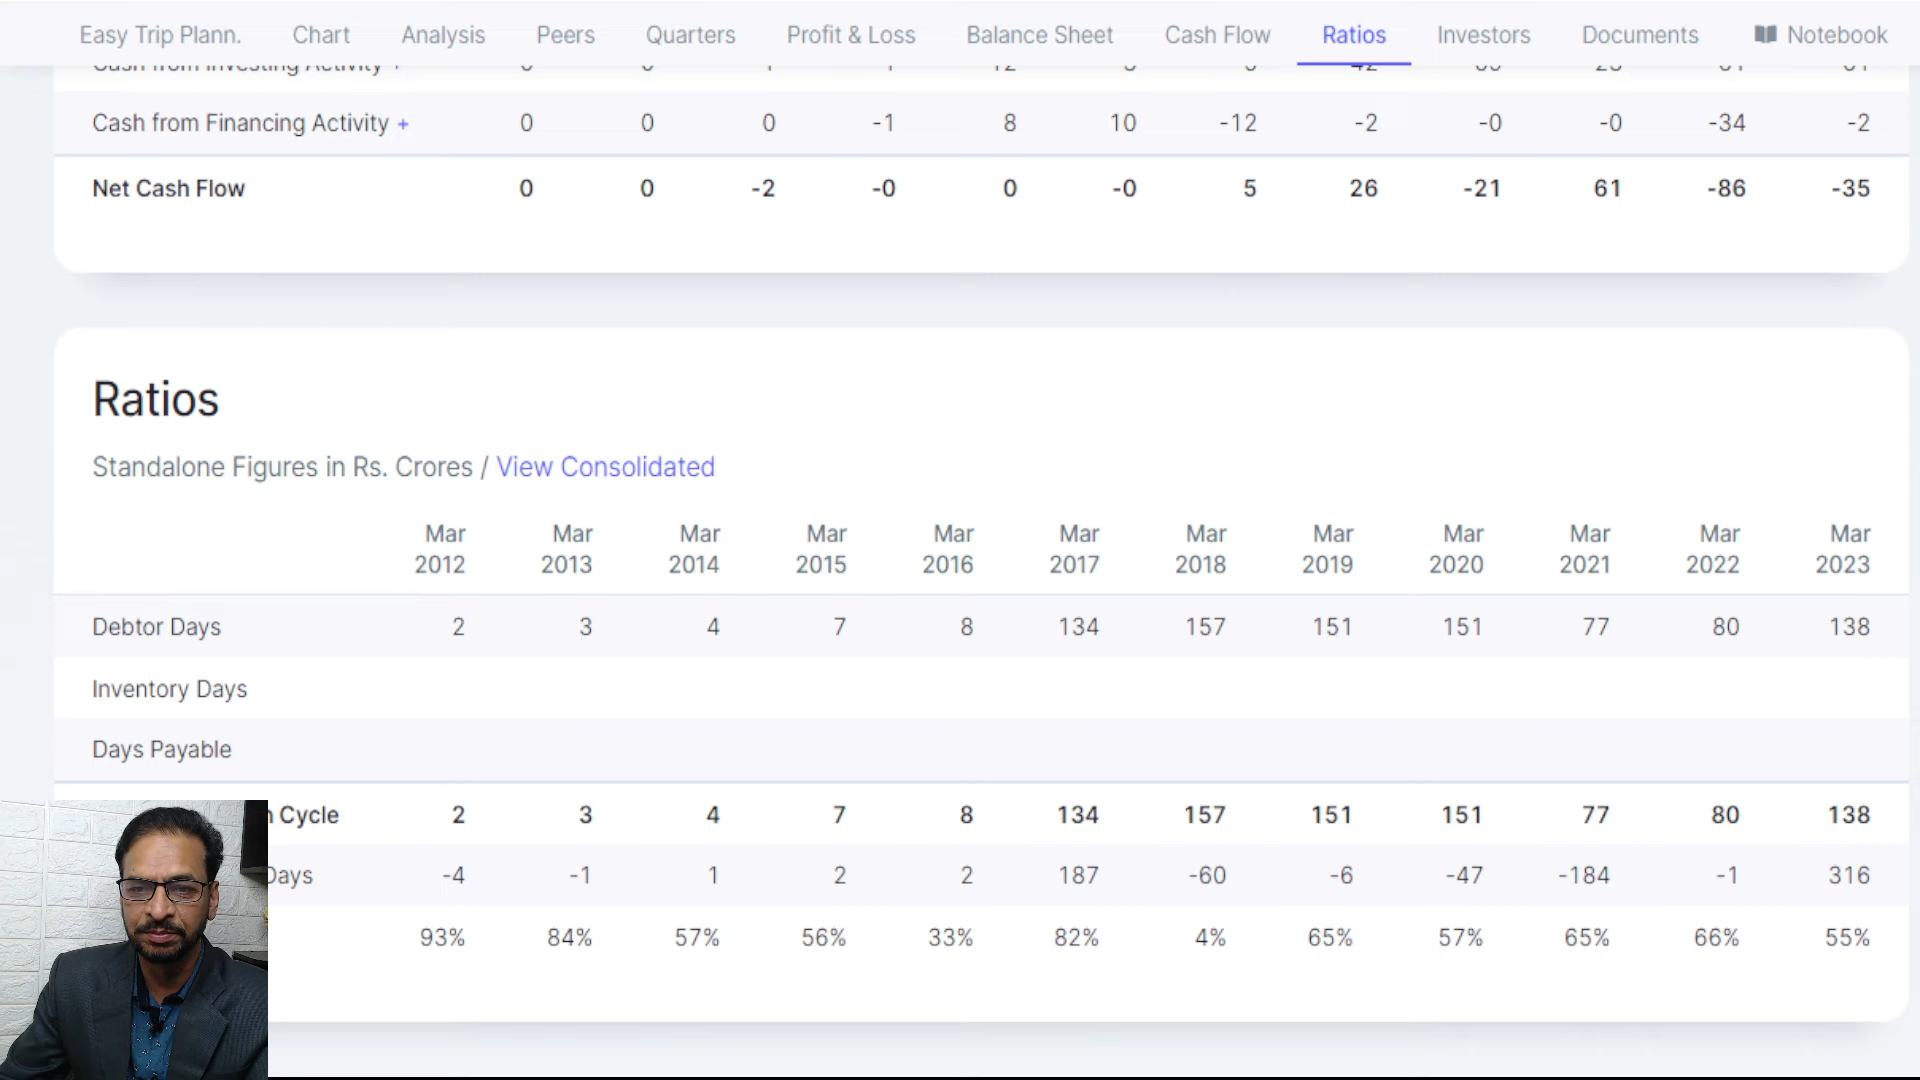 Easy Trip Plann. Chart Analysis Peers Quarters Profit & Loss Balance Sheet Cash Flow Ratios Investors Documents Notebook
Cash from Investing Activity
Cash from Financing Activity + 0 0 0 -1 8 10 -12 -2 -0 -0 -34 -2
Net Cash Flow 0 0 -2 -0 0 -0 5 26 -21 61 -86 -35
Ratios
Standalone Figures in Rs. Crores / View Consolidated
Mar Mar Mar Mar Mar Mar Mar Mar Mar Mar Mar Mar
2012 2013 2014 2015 2016 2017 2018 2019 2020 2021 2022 2023
Debtor Days 2 3 4 7 8 134 157 151 151 77 80 138
Inventory Days
Days Payable
Cycle 2 3 4 7 8 134 157 151 151 77 80 138
Days -4 -1 1 2 2 187 -60 -6 -47 -184 -1 316
93% 84% 57% 56% 33% 82% 4% 65% 57% 65% 66% 55%